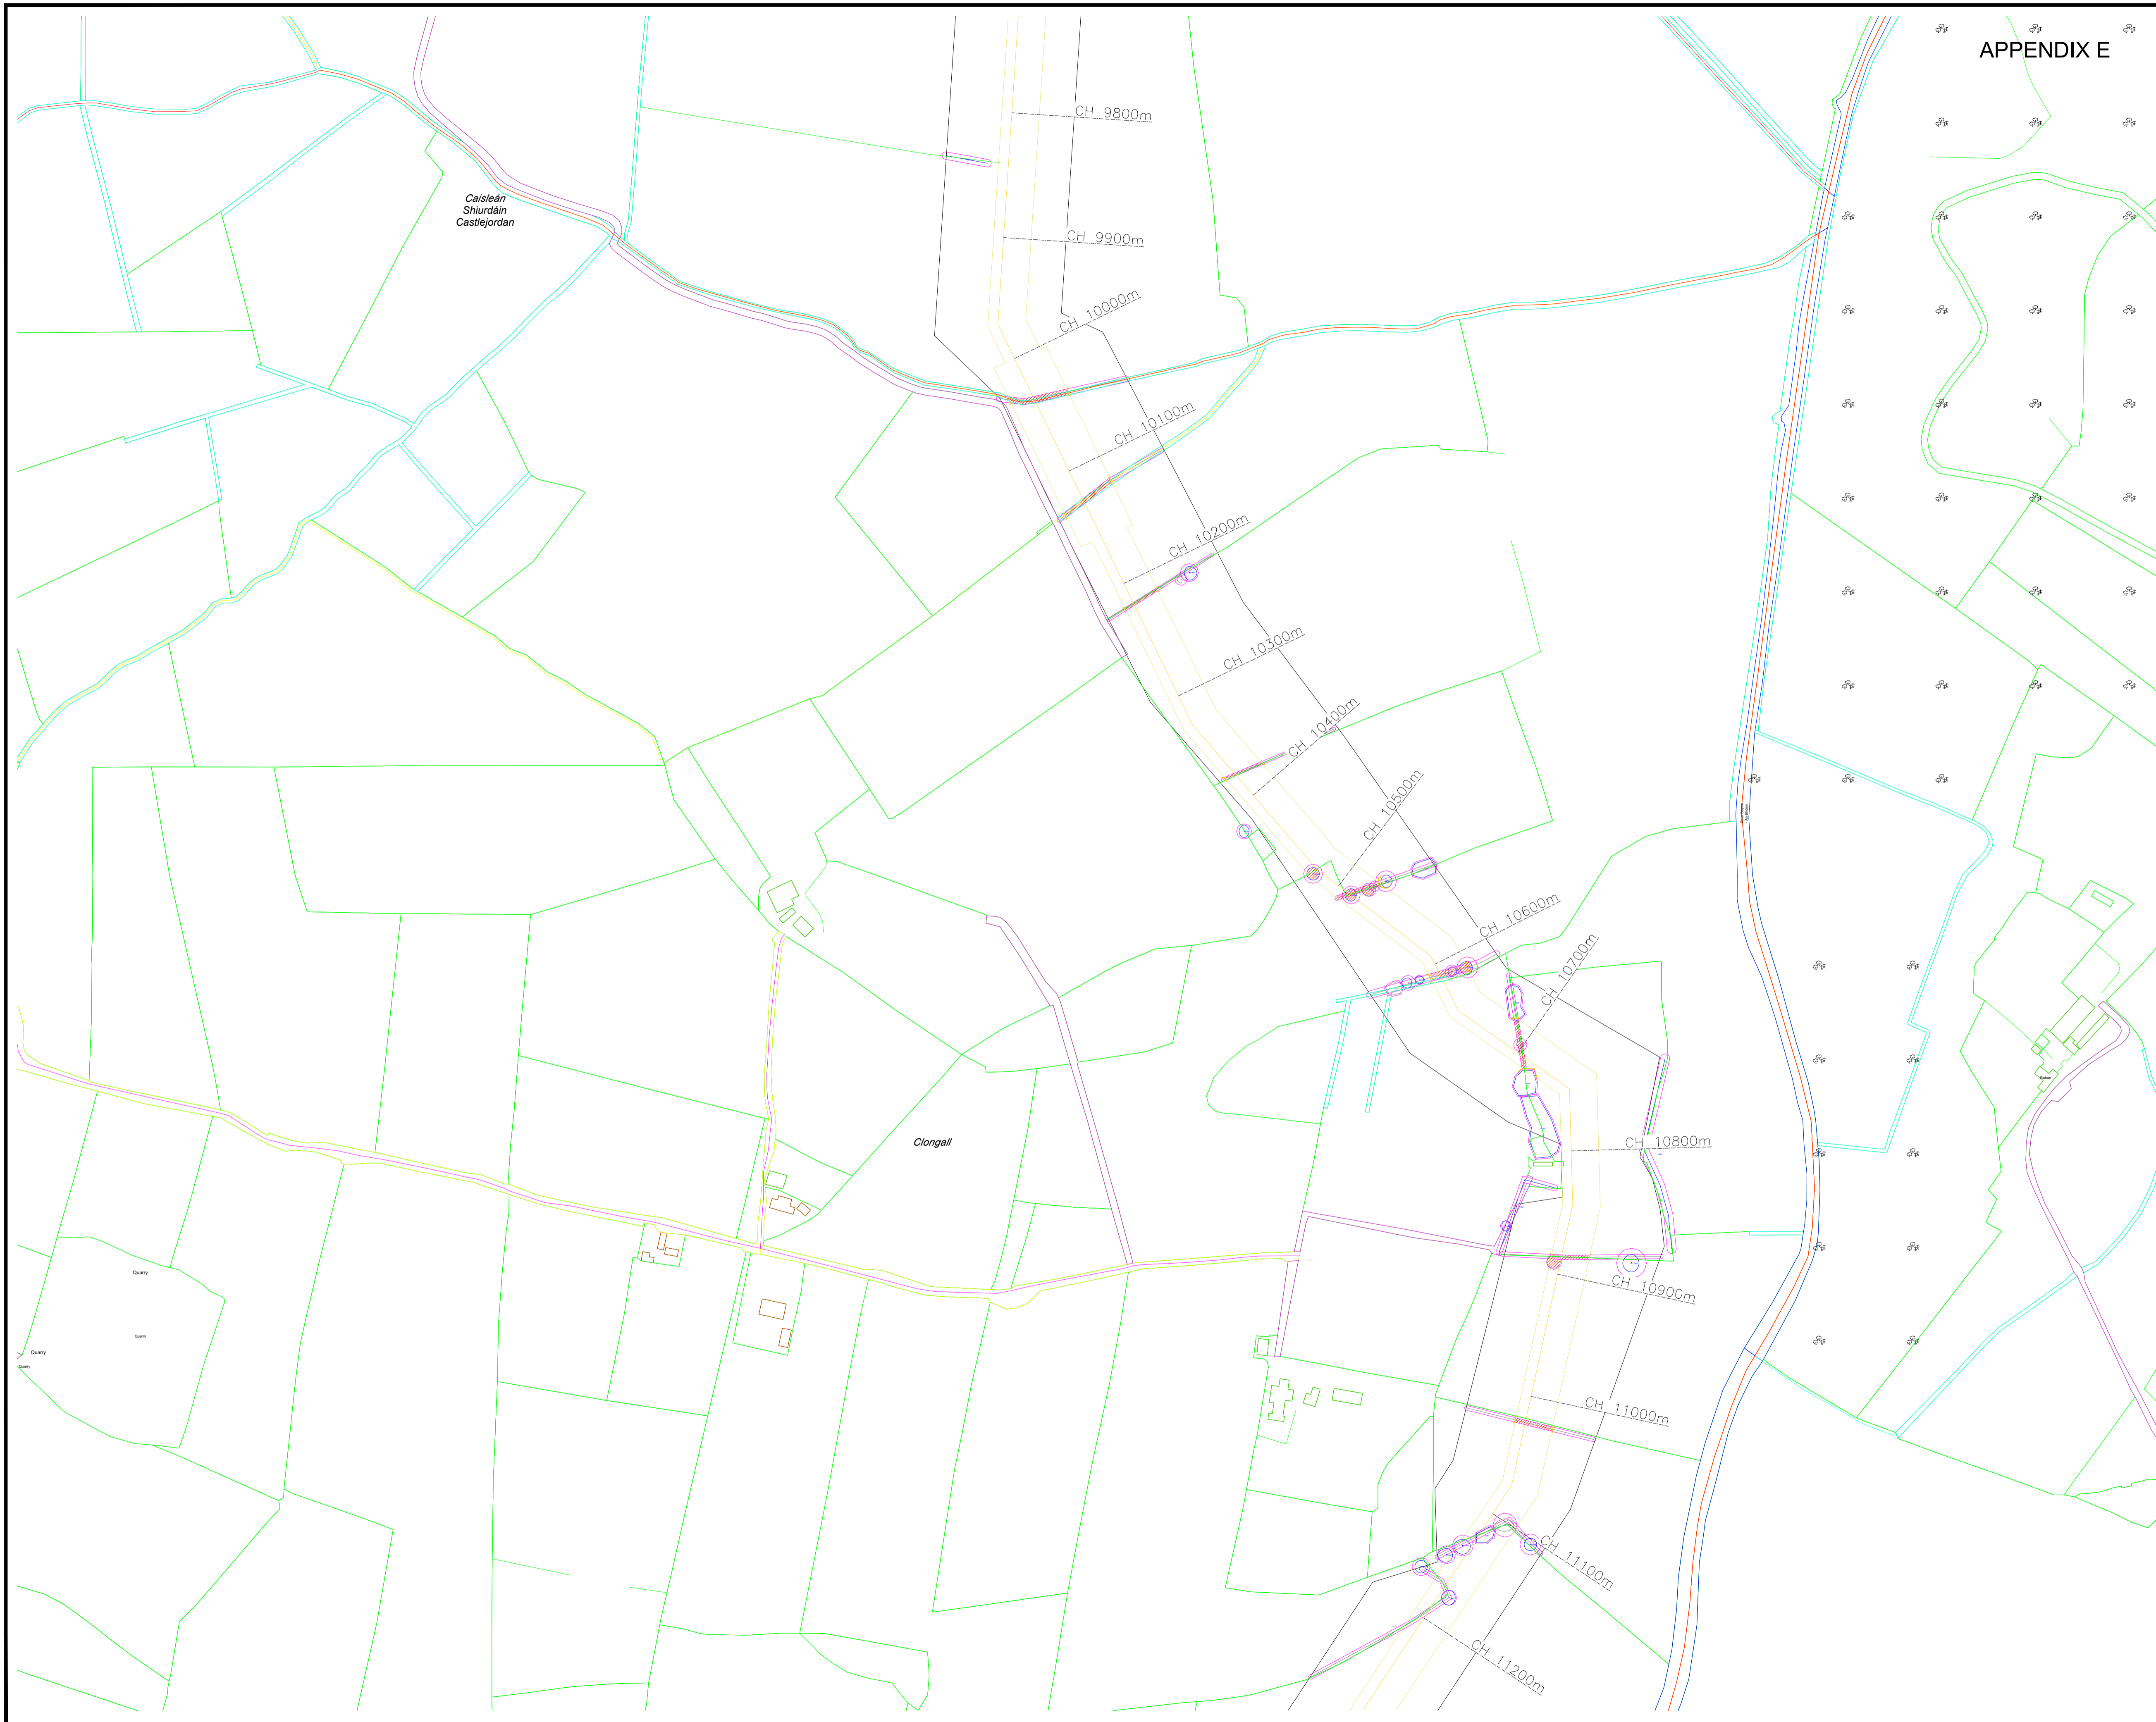 APPENDIX E
CH 9800m
Caisleán
Shiurdáin
Castlejordan
CH 9900m
CH 10000m
CH 10100m
CH 10200m
CH 10300m
CH 10400m
CH 10500m
CH 10600m
CH 10700m
Clongall
CH 10800m
Quarry
CH 10900m
Quarry
Quarry
Quarry
CH 11000m
CH 11100m
CH 11200m